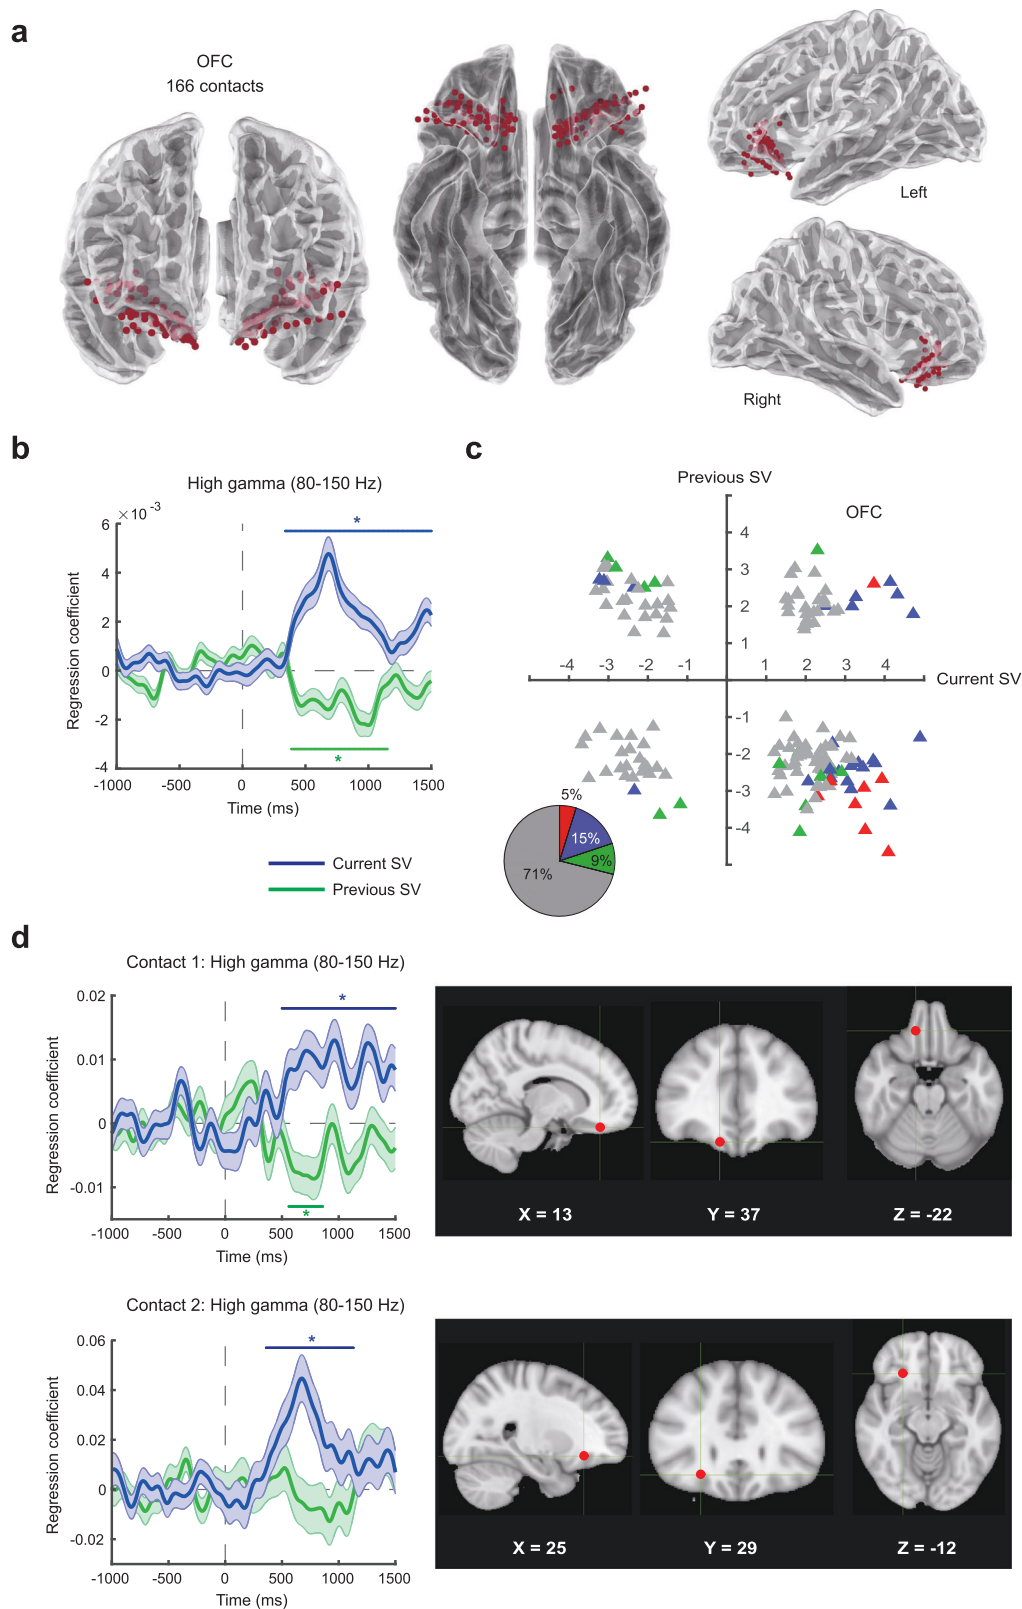 a
OFC
166 contacts
Left
Right
b
High gamma (80-150 Hz)
×10 -3
6
4
2
0
-2
-4
Regression coefficient
*
*
-1000 -500 0 500 1000 1500
Time (ms)
Current SV
Previous SV
c
Previous SV
OFC
4
3
2
1
-4 -3 -2 -1 1 2 3 4
Current SV
-1
-2
-3
-4
5%
15%
9%
71%
d
Contact 1: High gamma (80-150 Hz)
0.02
0.01
0
-0.01
Regression coefficient
*
*
-1000 -500 0 500 1000 1500
Time (ms)
X = 13 Y = 37 Z = -22
Contact 2: High gamma (80-150 Hz)
0.06
0.04
0.02
0
-0.02
Regression coefficient
*
-1000 -500 0 500 1000 1500
Time (ms)
X = 25 Y = 29 Z = -12